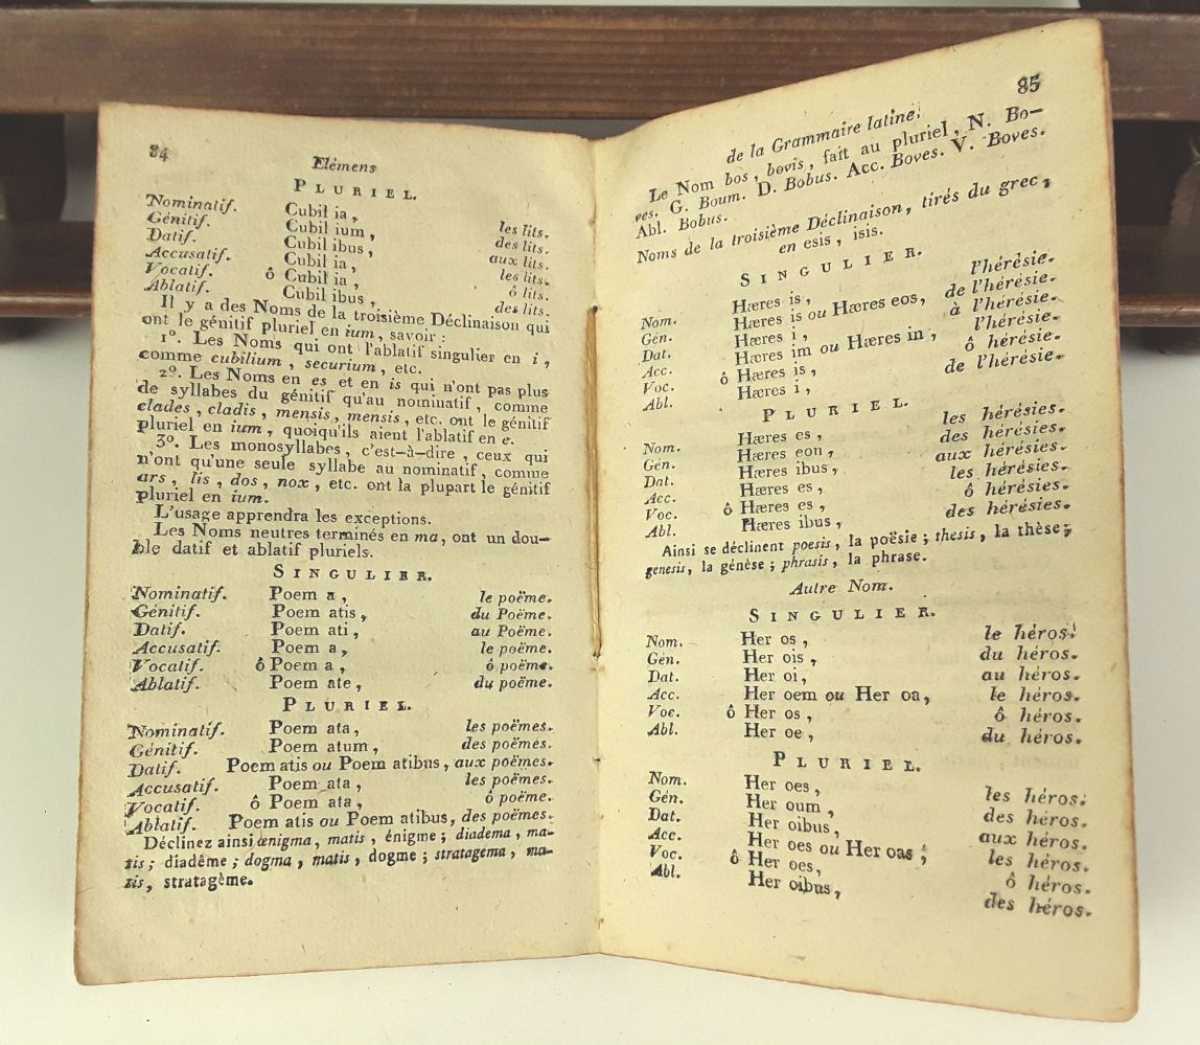 84
Elémens
PLURIEL.
Nominatif. Cubil ia, les lits.
Génitif. Cubil ium, des lits.
Datif. Cubil ibus, aux lits.
Accusatif. Cubil ia, les lits.
Vocatif. ô Cubil ia, ô lits.
Ablatif. Cubil ibus, des lits.
Il y a des Noms de la troisième Déclinaison qui
ont le génitif pluriel en ium, savoir :
1º. Les Noms qui ont l'ablatif singulier en i,
comme cubilium, securium, etc.
2º. Les Noms en es et en is qui n'ont pas plus
de syllabes du génitif qu'au nominatif, comme
clades, cladis, mensis, mensis, etc. ont le génitif
pluriel en ium, quoiqu'ils aient l'ablatif en e.
3º. Les monosyllabes, c'est-à-dire, ceux qui
n'ont qu'une seule syllabe au nominatif, comme
ars, lis, dos, nox, etc. ont la plupart le génitif
pluriel en ium.
L'usage apprendra les exceptions.
Les Noms neutres terminés en ma, ont un dou-
ble datif et ablatif pluriels.
SINGULIER.
Nominatif. Poem a, le poëme.
Génitif. Poem atis, du Poëme.
Datif. Poem ati, au Poëme.
Accusatif. Poem a, le poëme.
Vocatif. ô Poem a, ô poëme.
Ablatif. Poem ate, du poëme.
PLURIEL.
Nominatif. Poem ata, les poëmes.
Génitif. Poem atum, des poëmes.
Datif. Poem atis ou Poem atibus, aux poëmes.
Accusatif. Poem ata, les poëmes.
Vocatif. ô Poem ata, ô poëme.
Ablatif. Poem atis ou Poem atibus, des poëmes.
Déclinez ainsi ænigma, matis, énigme ; diadema, ma-
tis ; diadême ; dogma, matis, dogme ; stratagema, ma-
tis, stratagême.
85
de la Grammaire latine.
Le Nom bos, bovis, fait au pluriel, N. Bo-
ves. G. Boum. D. Bobus. Acc. Boves. V. Boves.
Abl. Bobus.
Noms de la troisième Déclinaison, tirés du grec,
en esis, isis.
SINGULIER.
Nom. Hæres is, l'hérésie.
Gén. Hæres is ou Hæres eos, de l'hérésie.
Dat. Hæres i, à l'hérésie.
Acc. Hæres im ou Hæres in, l'hérésie.
Voc. ô Hæres is, ô hérésie.
Abl. Hæres i, de l'hérésie.
PLURIEL.
Nom. Hæres es, les hérésies.
Gén. Hæres eon, des hérésies.
Dat. Hæres ibus, aux hérésies.
Acc. Hæres es, les hérésies.
Voc. ô Hæres es, ô hérésies.
Abl. Hæres ibus, des hérésies.
Ainsi se déclinent poesis, la poësie ; thesis, la thèse ;
genesis, la génèse ; phrasis, la phrase.
Autre Nom.
SINGULIER.
Nom. Her os, le héros.
Gén. Her ois, du héros.
Dat. Her oi, au héros.
Acc. Her oem ou Her oa, le héros.
Voc. ô Her os, ô héros.
Abl. Her oe, du héros.
PLURIEL.
Nom. Her oes, les héros.
Gén. Her oum, des héros.
Dat. Her oibus, aux héros.
Acc. Her oes ou Her oas, les héros.
Voc. ô Her oes, ô héros.
Abl. Her oibus, des héros.